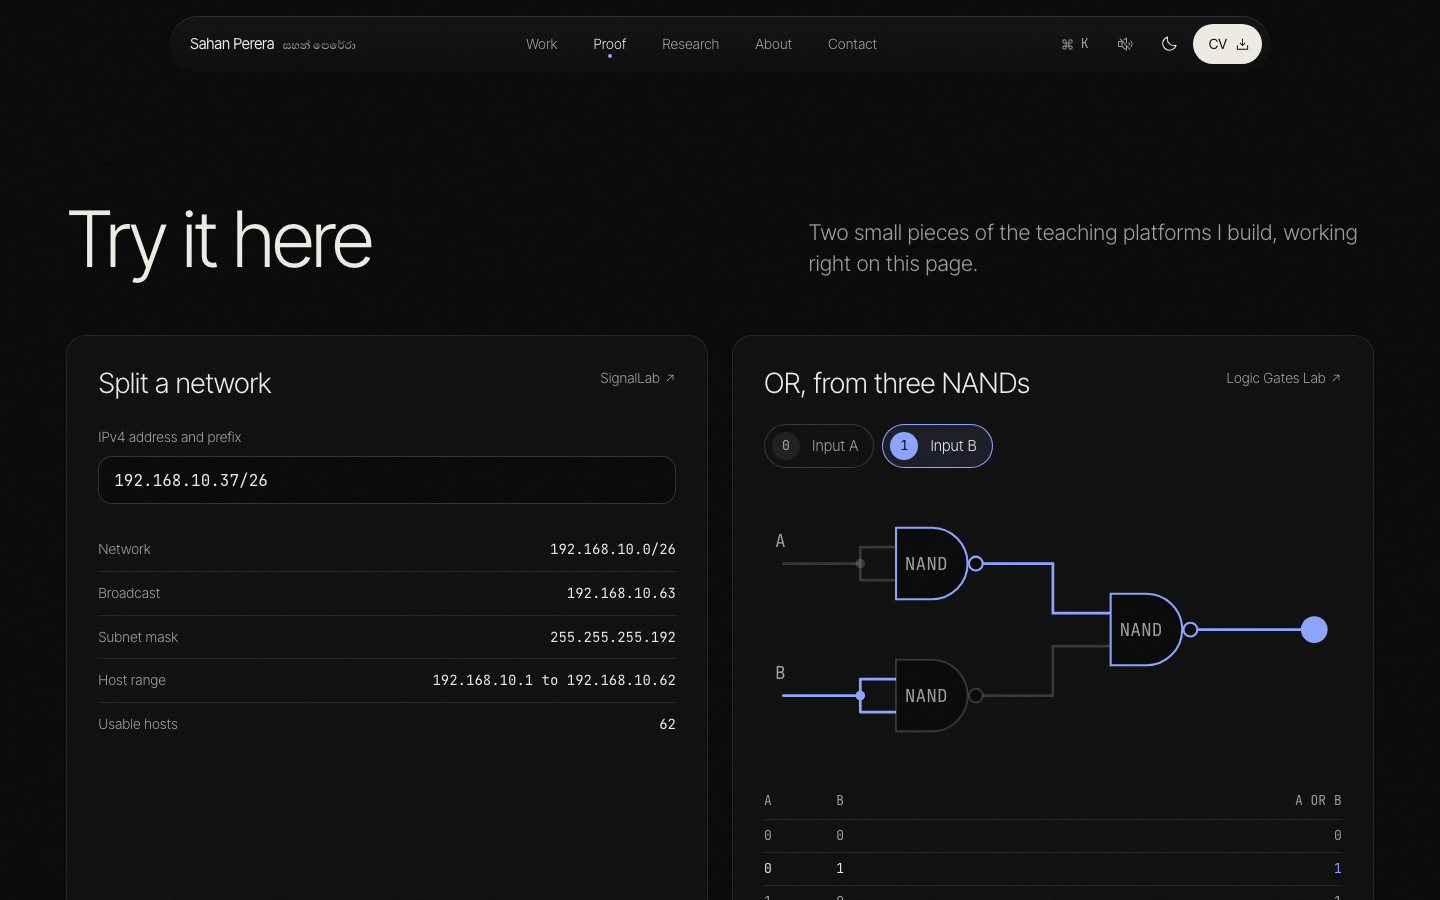 Sahan Perera සහන් පෙරේරා Work Proof Research About Contact ⌘ K CV
Try it here
Two small pieces of the teaching platforms I build, working
right on this page.
Split a network SignalLab ↗
IPv4 address and prefix
192.168.10.37/26
Network 192.168.10.0/26
Broadcast 192.168.10.63
Subnet mask 255.255.255.192
Host range 192.168.10.1 to 192.168.10.62
Usable hosts 62
OR, from three NANDs Logic Gates Lab ↗
0 Input A 1 Input B
A
NAND
NAND
B
NAND
A B A OR B
0 0 0
0 1 1
1 0 1